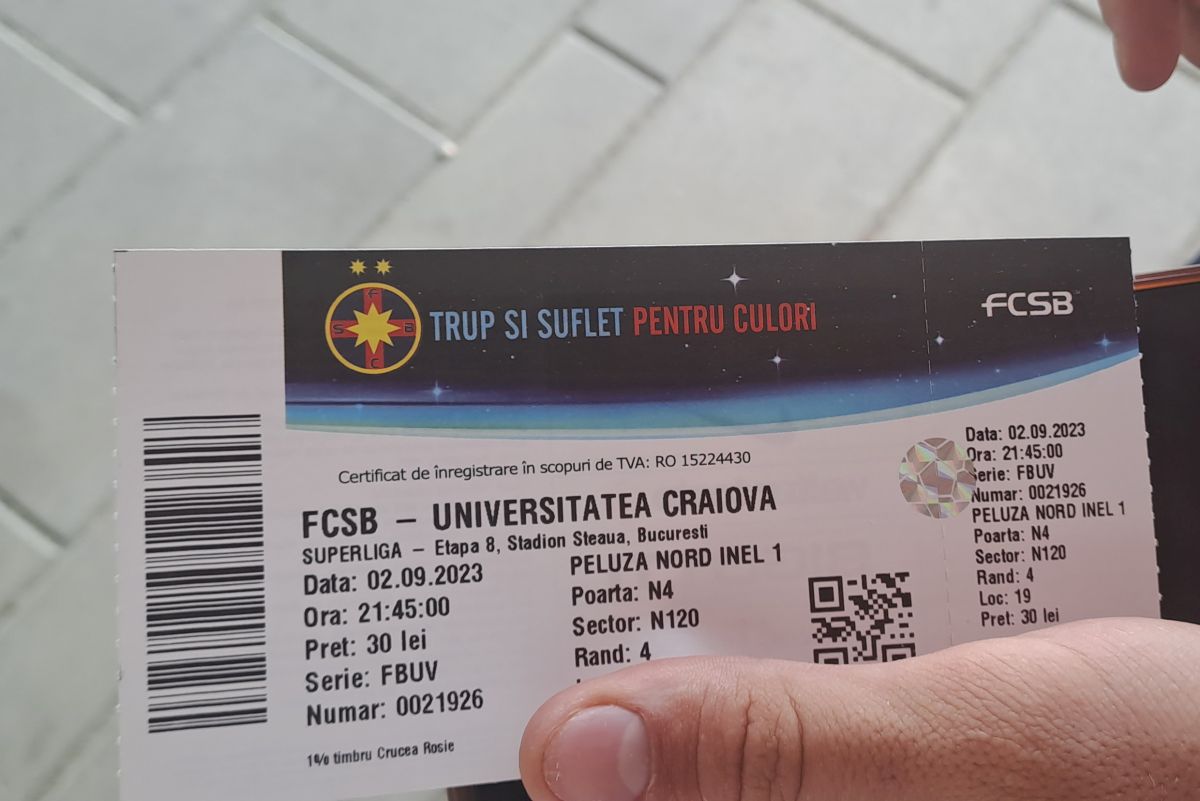 F
S B
C
TRUP SI SUFLET PENTRU CULORI
FCSB
Certificat de înregistrare în scopuri de TVA: RO 15224430
FCSB – UNIVERSITATEA CRAIOVA
SUPERLIGA – Etapa 8, Stadion Steaua, Bucuresti
Data: 02.09.2023
Ora: 21:45:00
Pret: 30 lei
Serie: FBUV
Numar: 0021926
1% timbru Crucea Rosie
PELUZA NORD INEL 1
Poarta: N4
Sector: N120
Rand: 4
Data: 02.09.2023
Ora: 21:45:00
Serie: FBUV
Numar: 0021926
PELUZA NORD INEL 1
Poarta: N4
Sector: N120
Rand: 4
Loc: 19
Pret: 30 lei